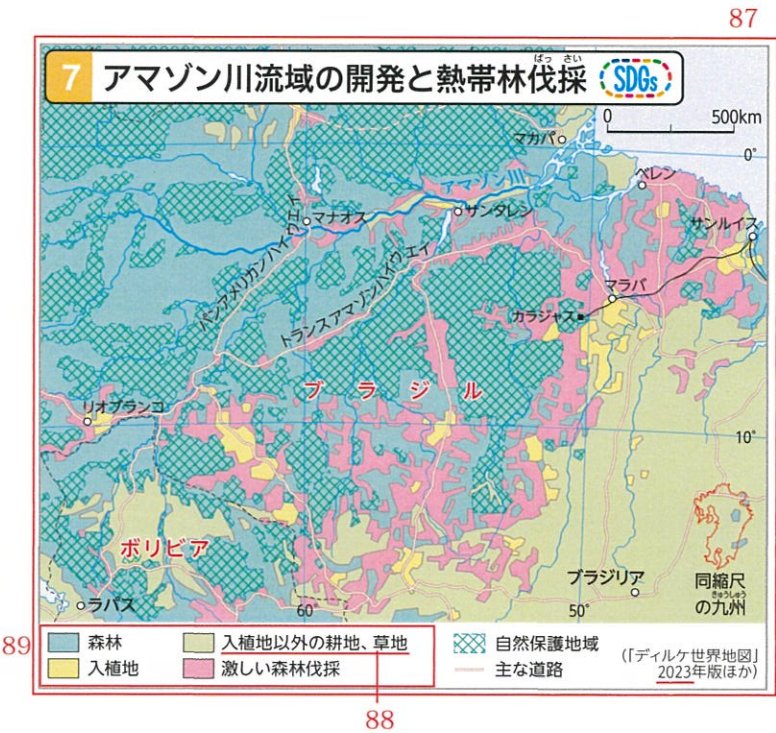 87
7 アマゾン川流域の開発と熱帯林伐採 SDGs
ばっ さい
0 500km
マカパ
0°
ベレン
アマゾン川
マナオス
サンタレン
サンルイス
パンアメリカンハイウェイ
トランスアマゾンハイウェイ
マラバ
カラジャス
ブラジル
リオブランコ
10°
ボリビア
ブラジリア
同縮尺
きゅうしゅう
の九州
ラパス
60°
50°
89
森林
入植地以外の耕地、草地
自然保護地域
入植地
激しい森林伐採
主な道路
(「ディルケ世界地図」
2023年版ほか)
88